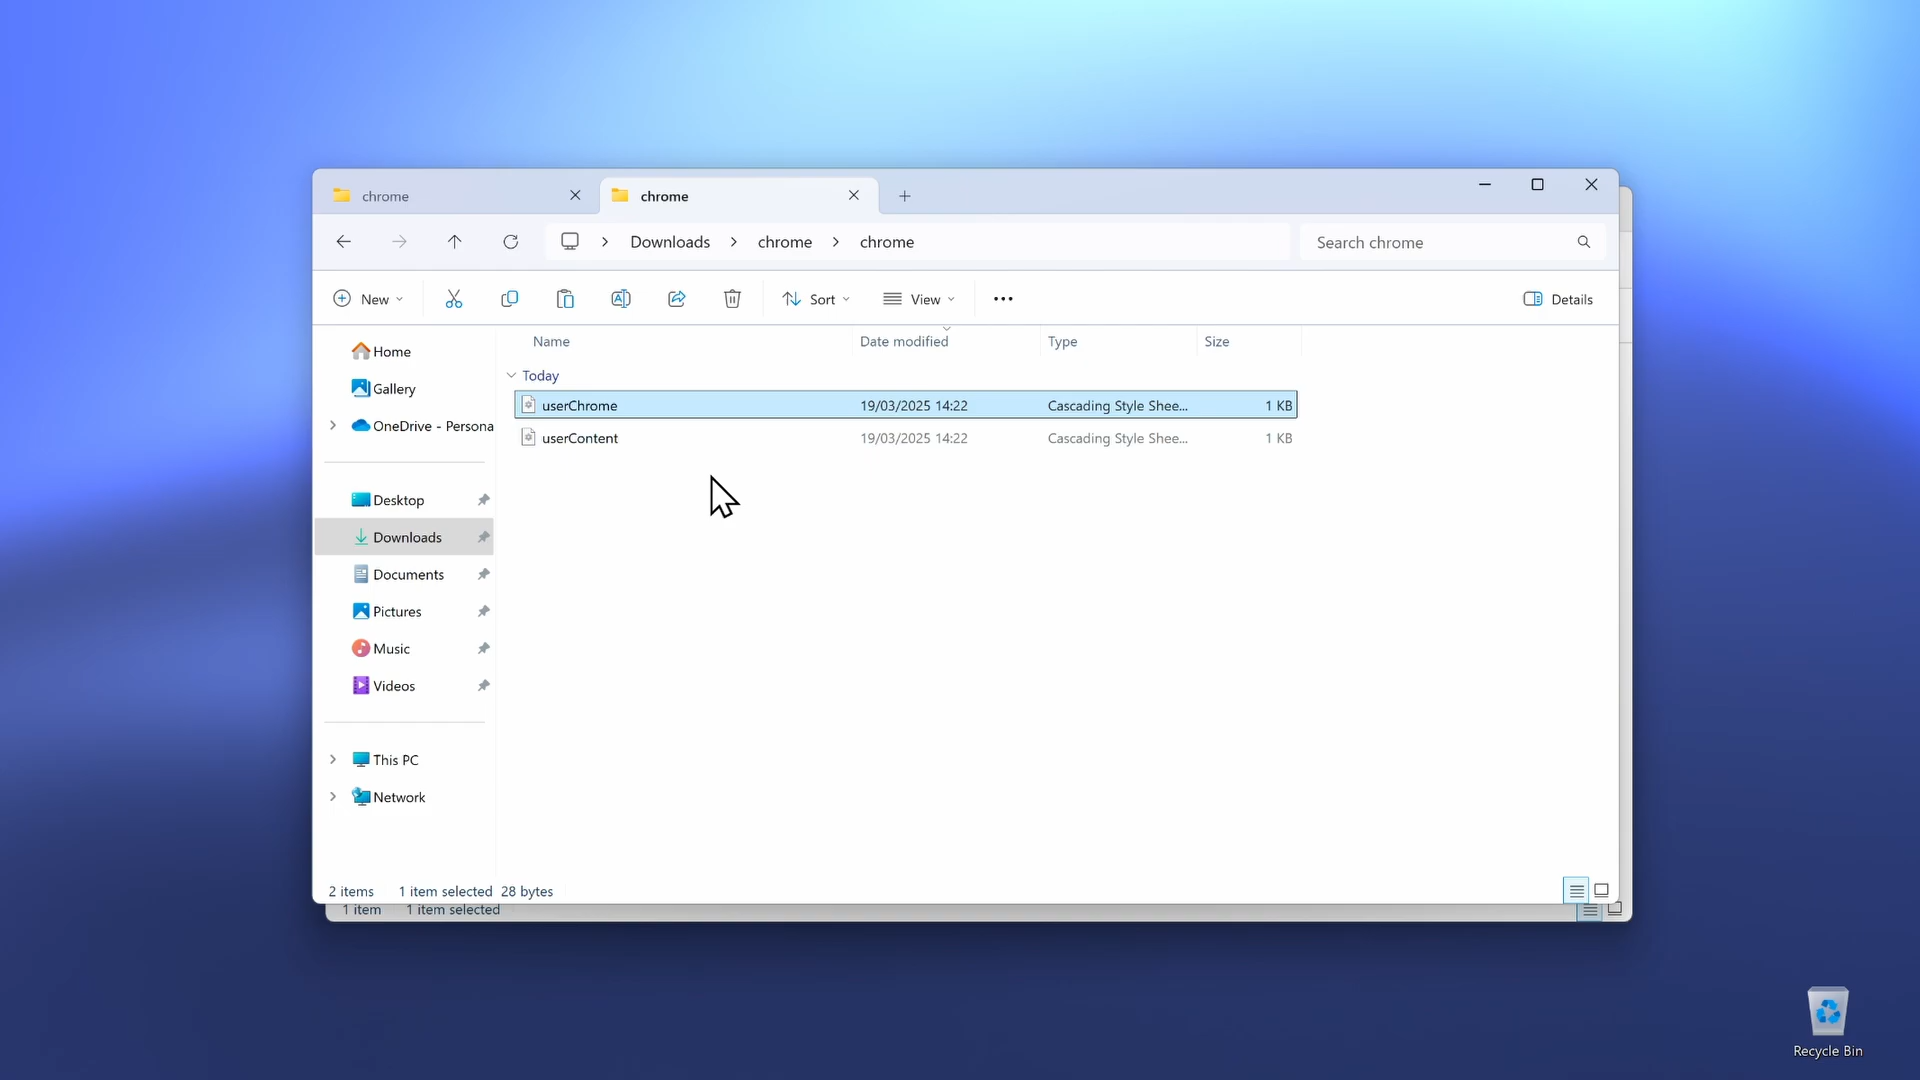 chrome
chrome
Downloads > chrome > chrome
Search chrome
New
Sort
View
Details
Name Date modified Type Size
Home
Gallery
OneDrive - Persona
Desktop
Downloads
Documents
Pictures
Music
Videos
This PC
Network
Today
userChrome 19/03/2025 14:22 Cascading Style Shee... 1 KB
userContent 19/03/2025 14:22 Cascading Style Shee... 1 KB
2 items 1 item selected 28 bytes
1 item 1 item selected
Recycle Bin